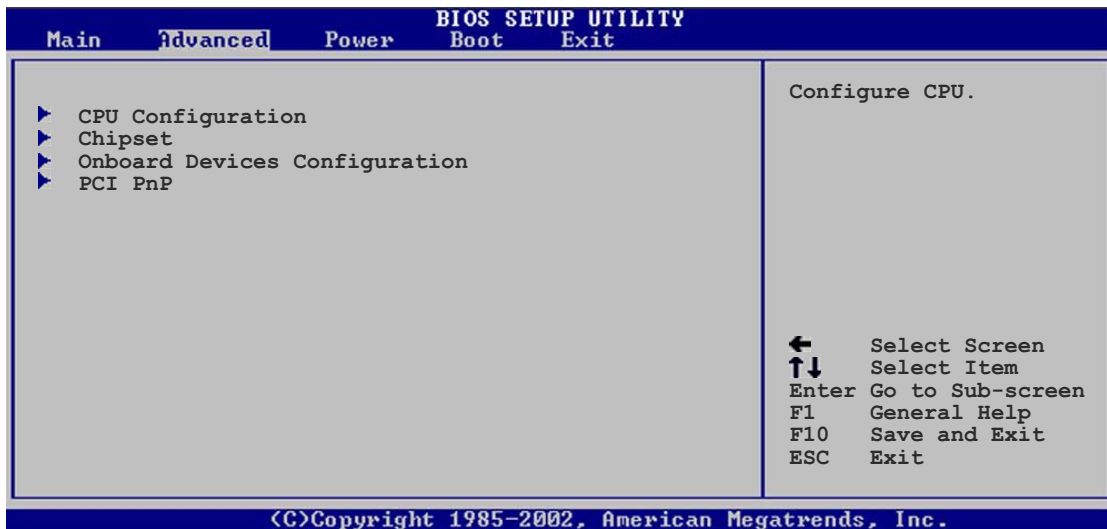 BIOS SETUP UTILITY
Main Advanced Power Boot Exit
CPU Configuration
Chipset
Onboard Devices Configuration
PCI PnP
Configure CPU.
← Select Screen
↑↓ Select Item
Enter Go to Sub-screen
F1 General Help
F10 Save and Exit
ESC Exit
(C)Copyright 1985-2002, American Megatrends, Inc.